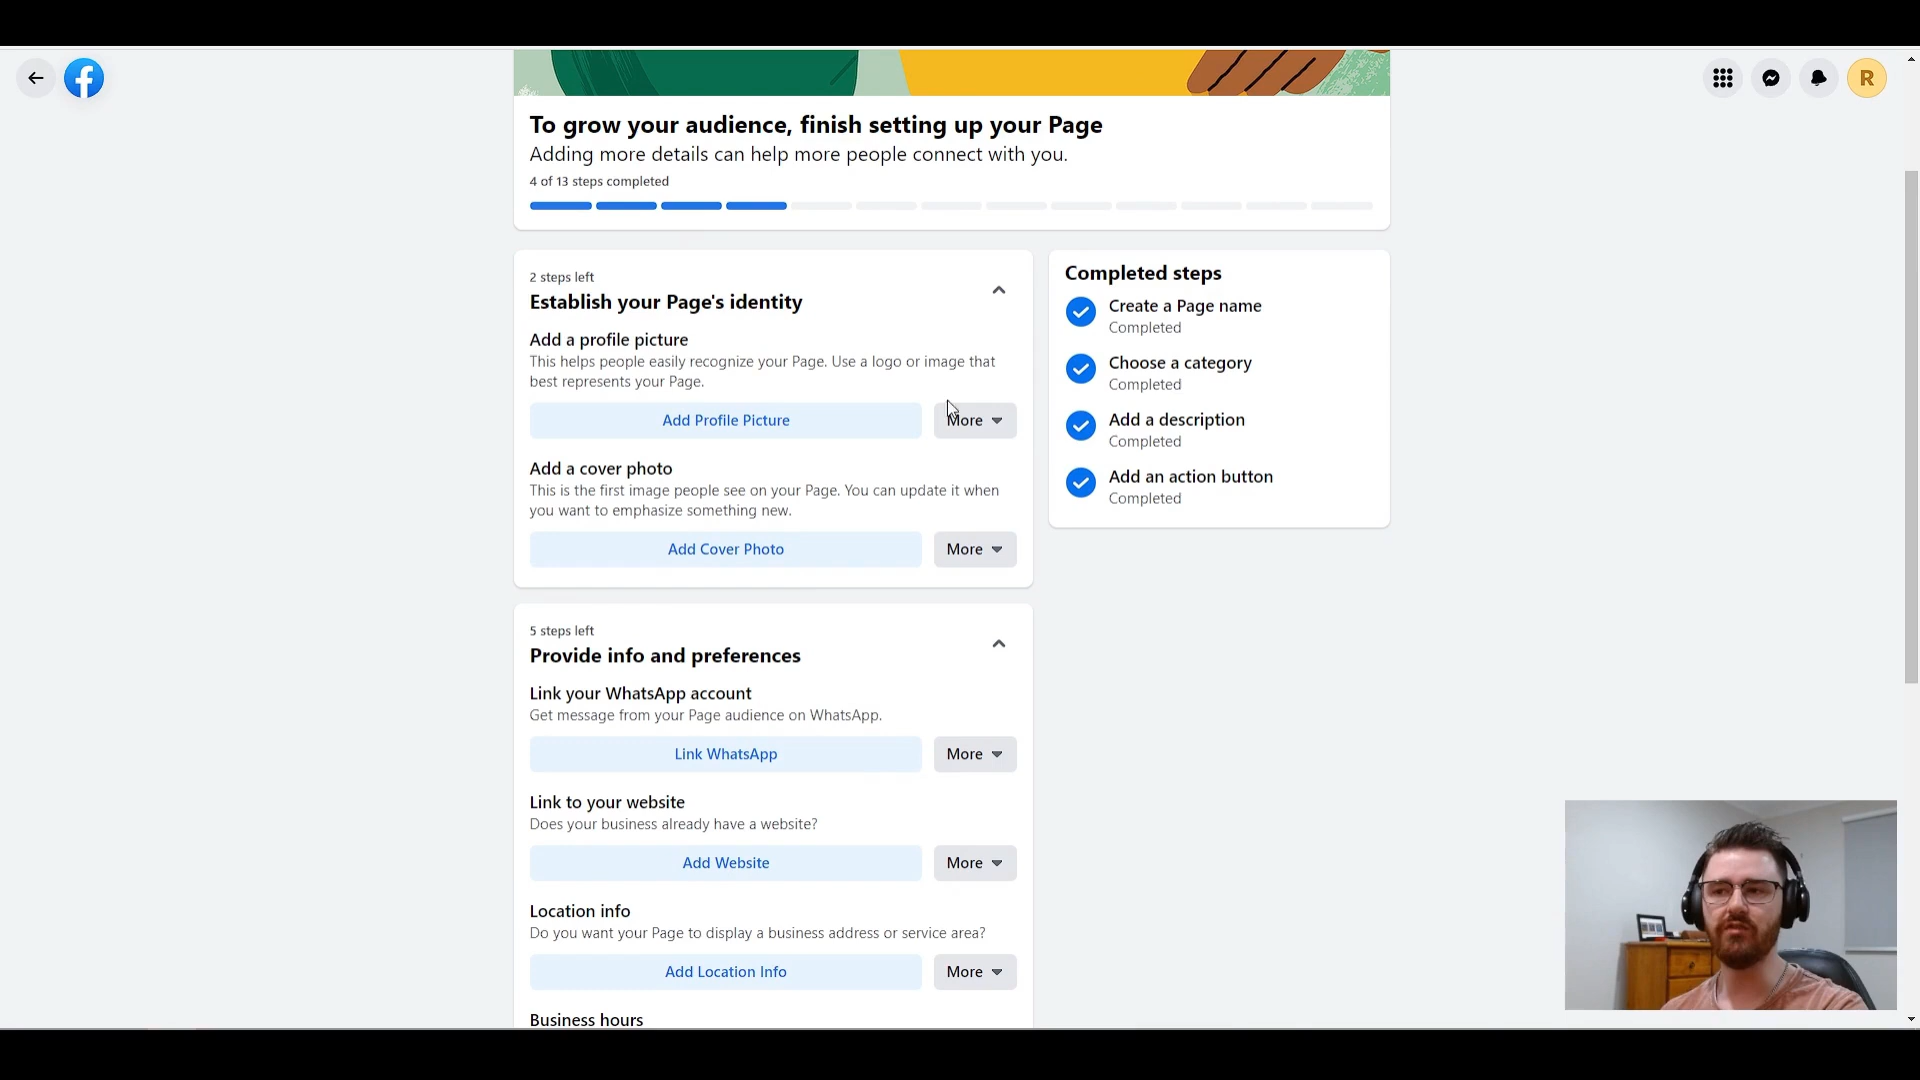 R
To grow your audience, finish setting up your Page
Adding more details can help more people connect with you.
4 of 13 steps completed
2 steps left
Establish your Page's identity
Add a profile picture
This helps people easily recognize your Page. Use a logo or image that
best represents your Page.
Add Profile Picture
More
Add a cover photo
This is the first image people see on your Page. You can update it when
you want to emphasize something new.
Add Cover Photo
More
5 steps left
Provide info and preferences
Link your WhatsApp account
Get message from your Page audience on WhatsApp.
Link WhatsApp
More
Link to your website
Does your business already have a website?
Add Website
More
Location info
Do you want your Page to display a business address or service area?
Add Location Info
More
Business hours
Completed steps
Create a Page name
Completed
Choose a category
Completed
Add a description
Completed
Add an action button
Completed